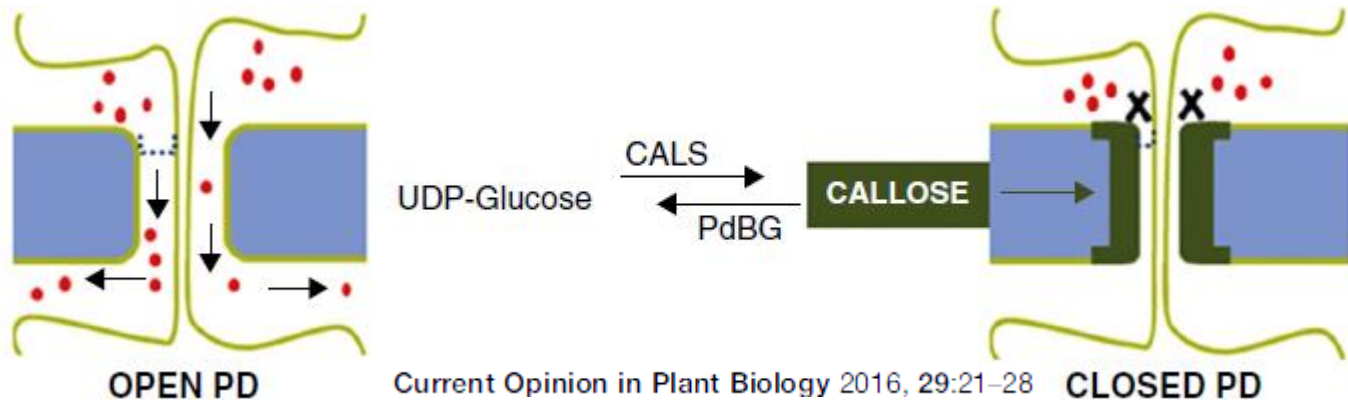 CALS
UDP-Glucose
CALLOSE
PdBG
X X
OPEN PD
Current Opinion in Plant Biology 2016, 29:21–28
CLOSED PD